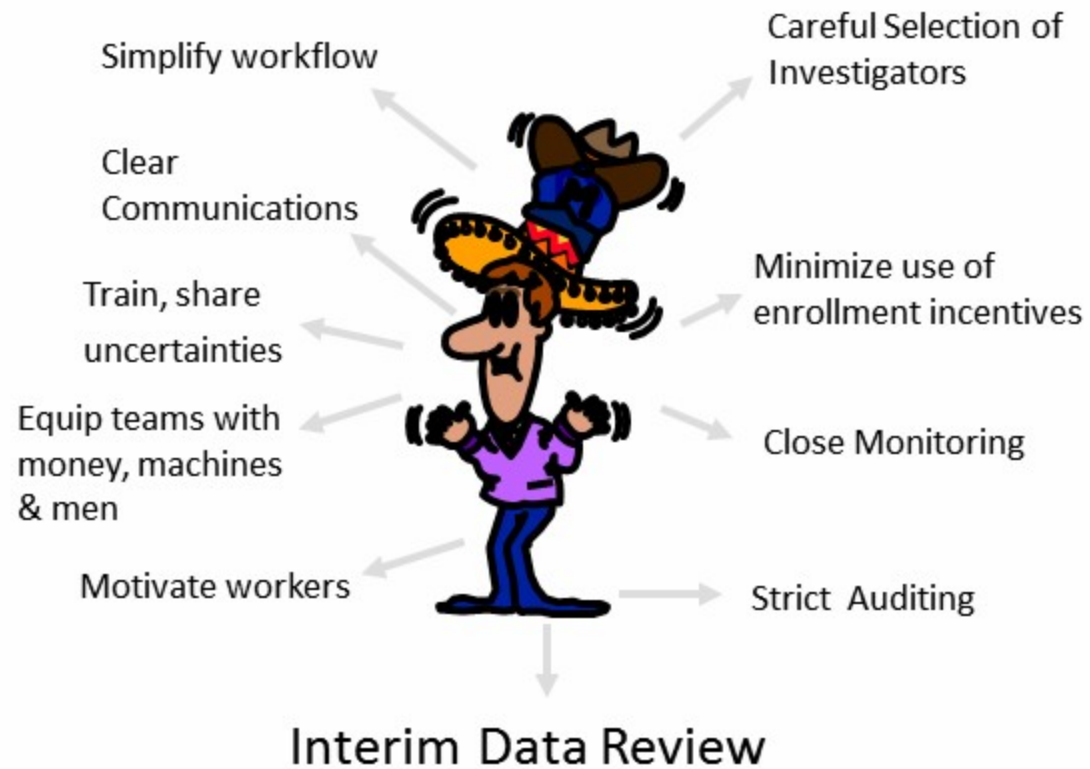 Simplify workflow
Clear
Communications
Train, share
uncertainties
Equip teams with
money, machines
& men
Motivate workers
Careful Selection of
Investigators
Minimize use of
enrollment incentives
Close Monitoring
Strict Auditing
Interim Data Review